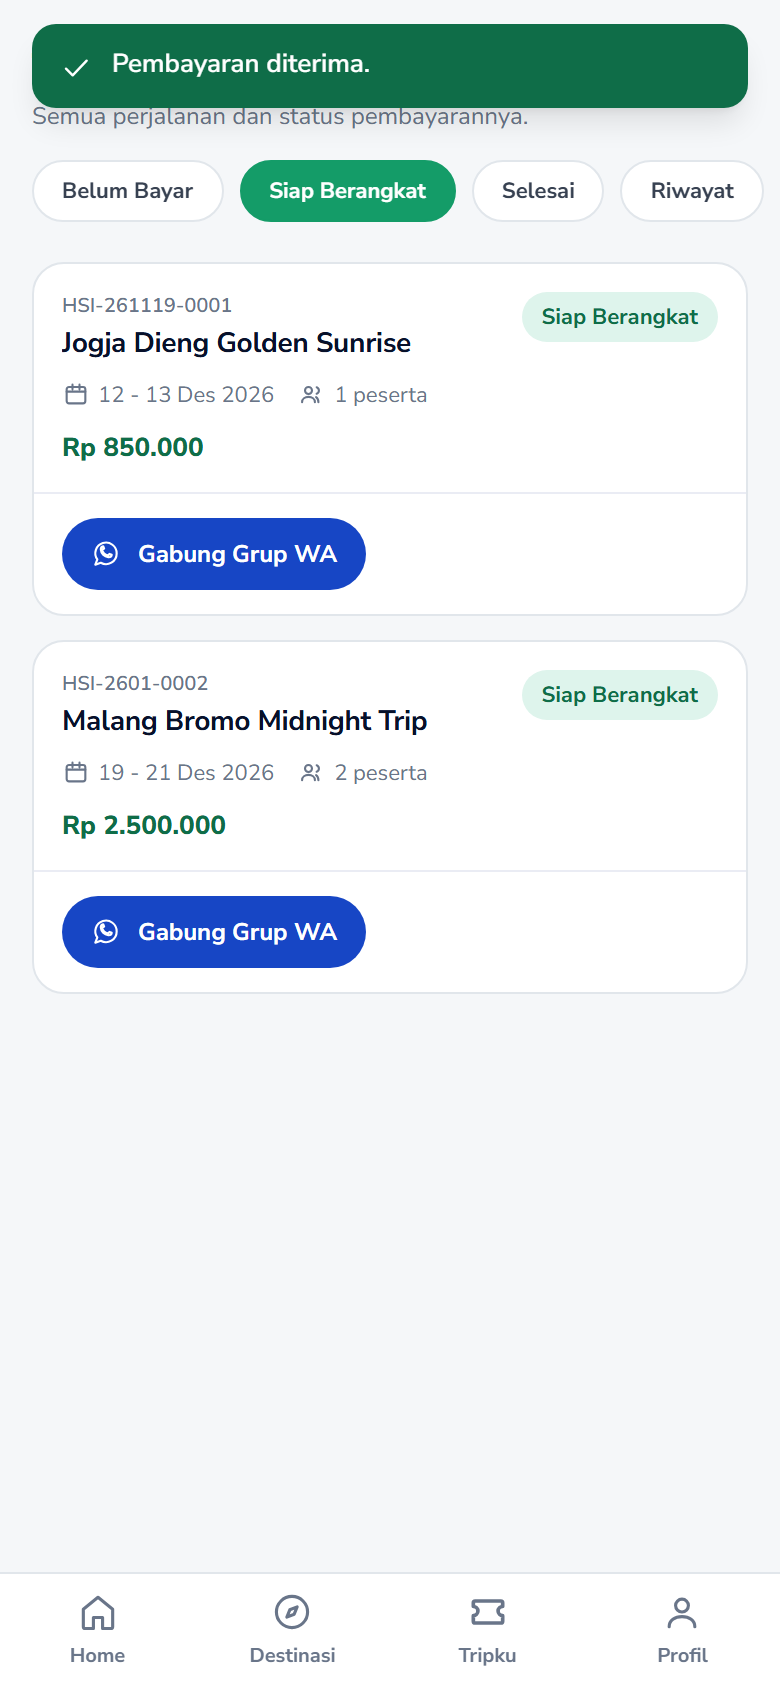 Pembayaran diterima.
Semua perjalanan dan status pembayarannya.
Belum Bayar
Siap Berangkat
Selesai
Riwayat
HSI-261119-0001
Siap Berangkat
Jogja Dieng Golden Sunrise
12 - 13 Des 2026
1 peserta
Rp 850.000
Gabung Grup WA
HSI-2601-0002
Siap Berangkat
Malang Bromo Midnight Trip
19 - 21 Des 2026
2 peserta
Rp 2.500.000
Gabung Grup WA
Home
Destinasi
Tripku
Profil